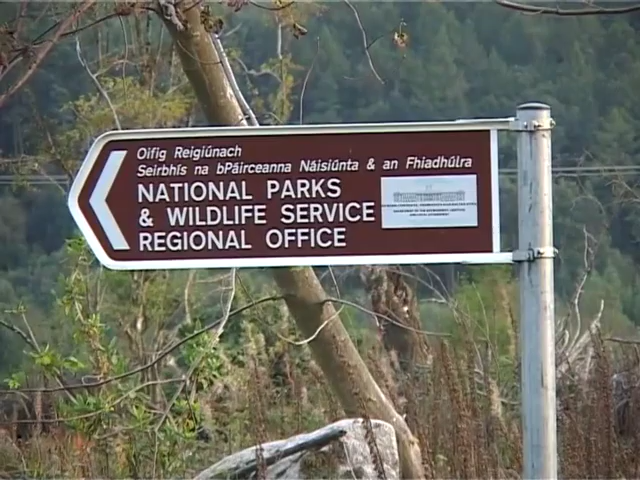 Oifig Reigiúnach
Seirbhís na bPáirceanna Náisiúnta & an Fhiadhúlra
NATIONAL PARKS
& WILDLIFE SERVICE
REGIONAL OFFICE